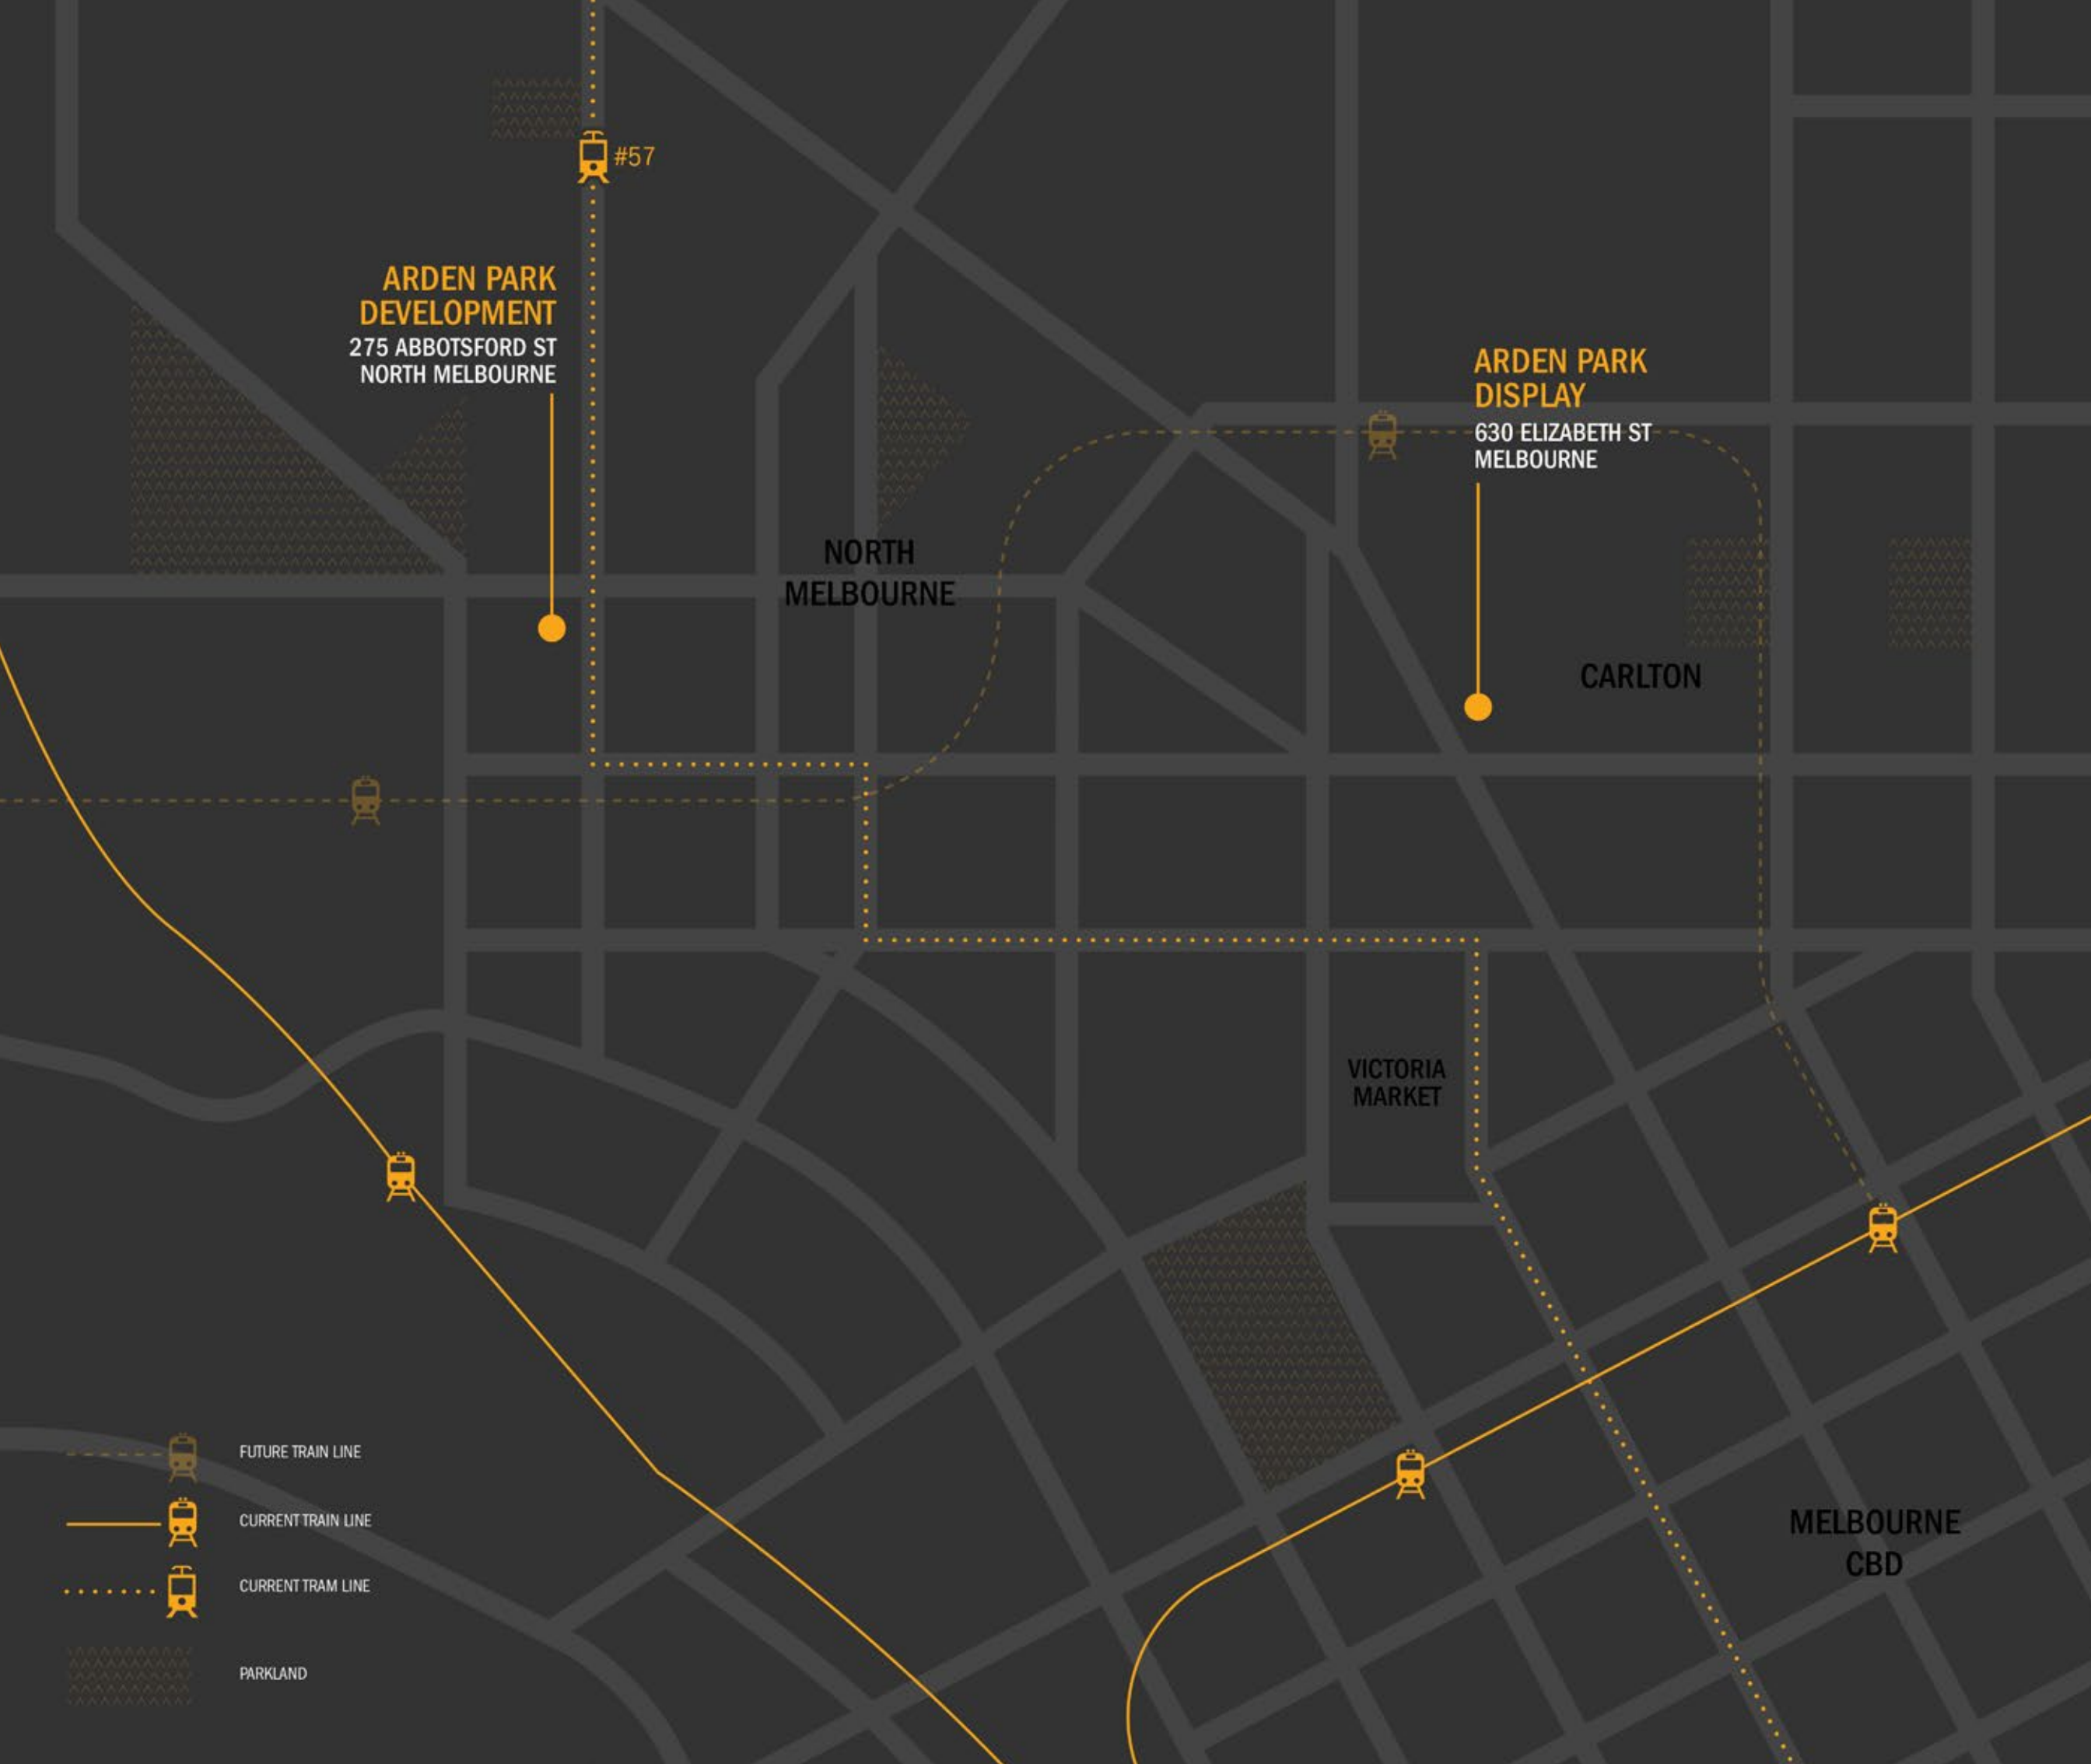 #57
ARDEN PARK
DEVELOPMENT
275 ABBOTSFORD ST
NORTH MELBOURNE
ARDEN PARK
DISPLAY
630 ELIZABETH ST
MELBOURNE
NORTH
MELBOURNE
CARLTON
VICTORIA
MARKET
MELBOURNE
CBD
FUTURE TRAIN LINE
CURRENT TRAIN LINE
CURRENT TRAM LINE
PARKLAND